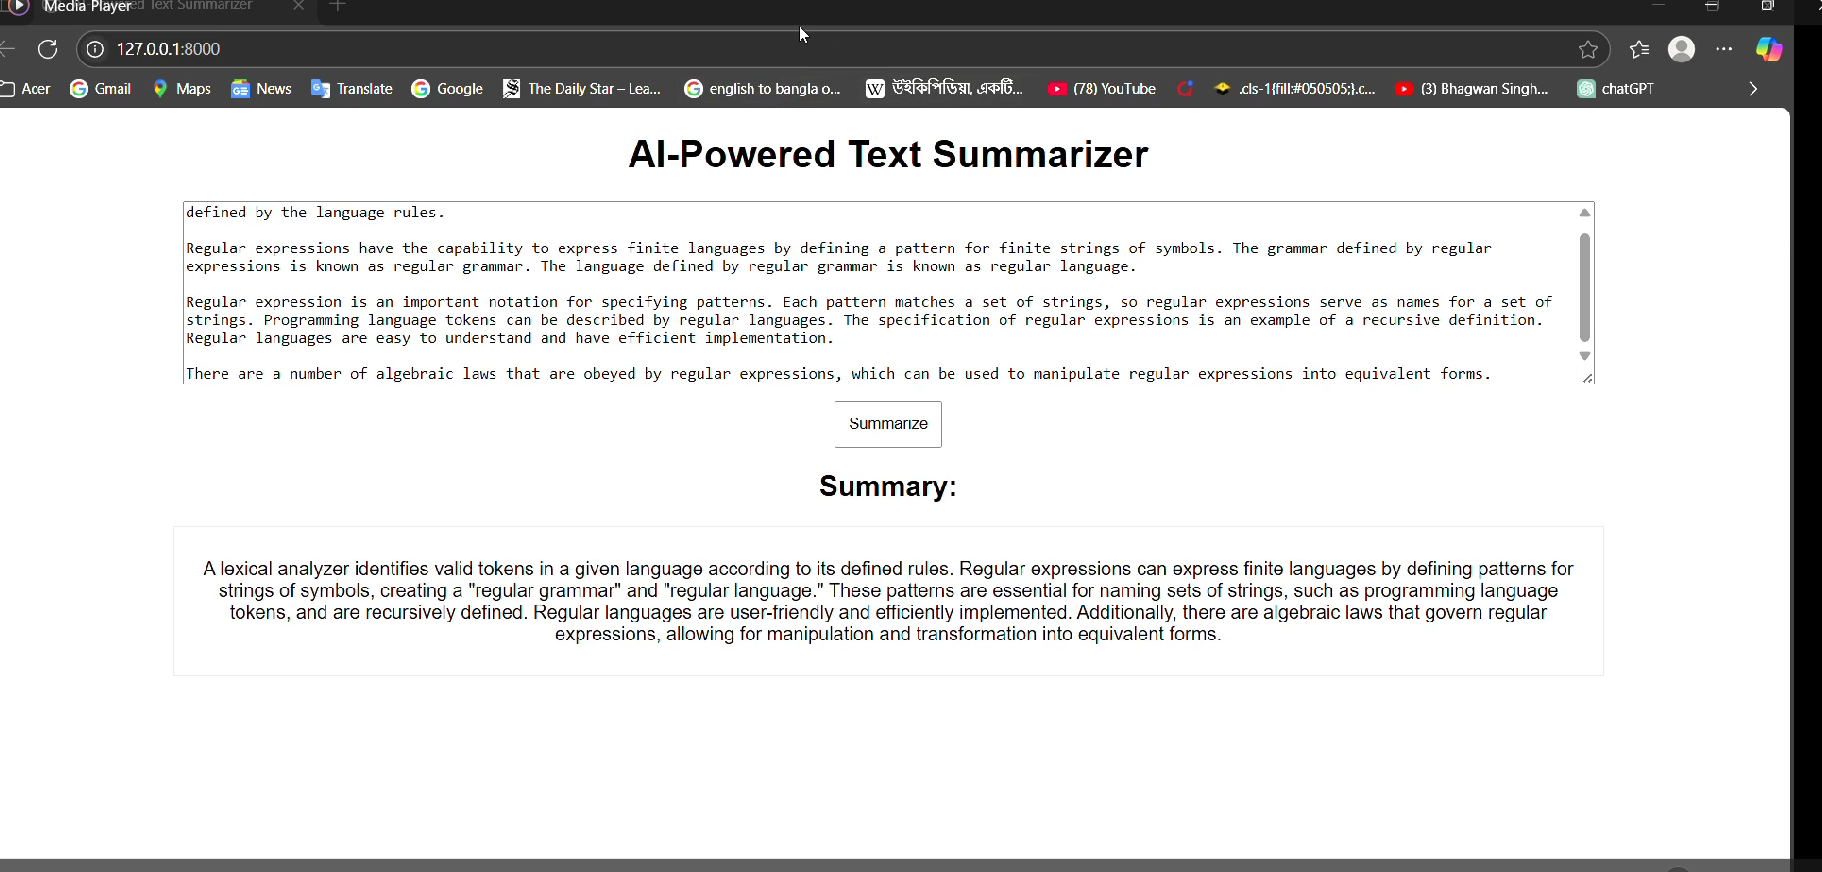 Media Player
Text Summarizer
127.0.0.1:8000
Acer
Gmail
Maps
News
Translate
Google
The Daily Star – Lea...
english to bangla o...
উইকিপিডিয়া, একটি...
(78) YouTube
.cls-1{fill:#050505;}.c...
(3) Bhagwan Singh...
chatGPT
AI-Powered Text Summarizer
defined by the language rules.
Regular expressions have the capability to express finite languages by defining a pattern for finite strings of symbols. The grammar defined by regular
expressions is known as regular grammar. The language defined by regular grammar is known as regular language.
Regular expression is an important notation for specifying patterns. Each pattern matches a set of strings, so regular expressions serve as names for a set of
strings. Programming language tokens can be described by regular languages. The specification of regular expressions is an example of a recursive definition.
Regular languages are easy to understand and have efficient implementation.
There are a number of algebraic laws that are obeyed by regular expressions, which can be used to manipulate regular expressions into equivalent forms.
Summarize
Summary:
A lexical analyzer identifies valid tokens in a given language according to its defined rules. Regular expressions can express finite languages by defining patterns for
strings of symbols, creating a "regular grammar" and "regular language." These patterns are essential for naming sets of strings, such as programming language
tokens, and are recursively defined. Regular languages are user-friendly and efficiently implemented. Additionally, there are algebraic laws that govern regular
expressions, allowing for manipulation and transformation into equivalent forms.